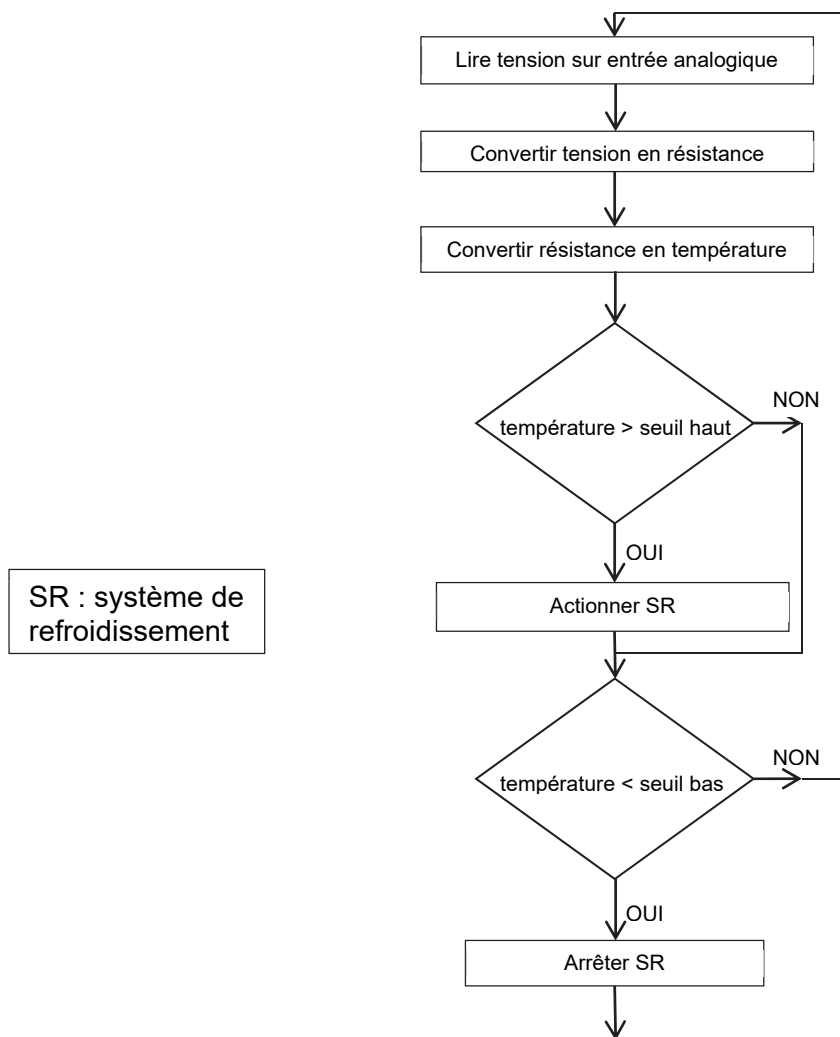 Lire tension sur entrée analogique
Convertir tension en résistance
Convertir résistance en température
température > seuil haut
NON
OUI
Actionner SR
SR : système de
refroidissement
température < seuil bas
NON
OUI
Arrêter SR